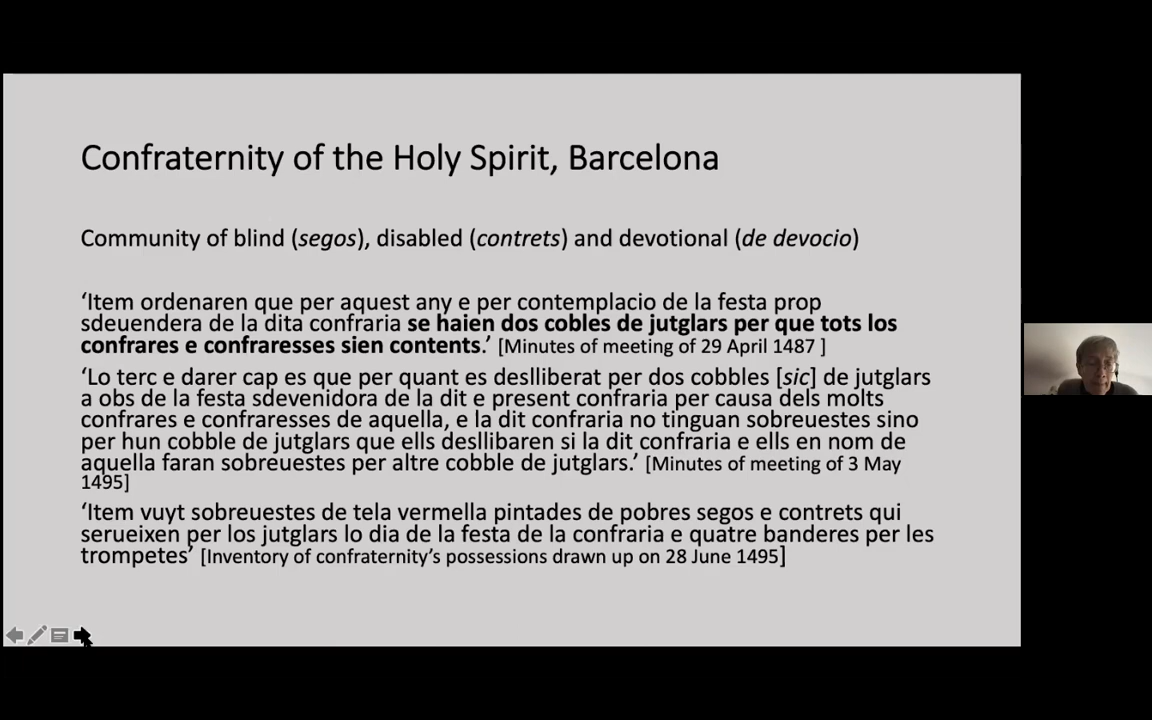 Confraternity of the Holy Spirit, Barcelona
Community of blind (segos), disabled (contrets) and devotional (de devocio)
‘Item ordenaren que per aquest any e per contemplacio de la festa prop
sdeuendera de la dita confraria se haien dos cobles de jutglars per que tots los
confrares e confraresses sien contents.’ [Minutes of meeting of 29 April 1487 ]
‘Lo terc e darer cap es que per quant es deslliberat per dos cobbles [sic] de jutglars
a obs de la festa sdevenidora de la dit e present confraria per causa dels molts
confrares e confraresses de aquella, e la dit confraria no tinguan sobreuestes sino
per hun cobble de jutglars que ells desllibaren si la dit confraria e ells en nom de
aquella faran sobreuestes per altre cobble de jutglars.’ [Minutes of meeting of 3 May
1495]
‘Item vuyt sobreuestes de tela vermella pintades de pobres segos e contrets qui
serueixen per los jutglars lo dia de la festa de la confraria e quatre banderes per les
trompetes’ [Inventory of confraternity’s possessions drawn up on 28 June 1495]